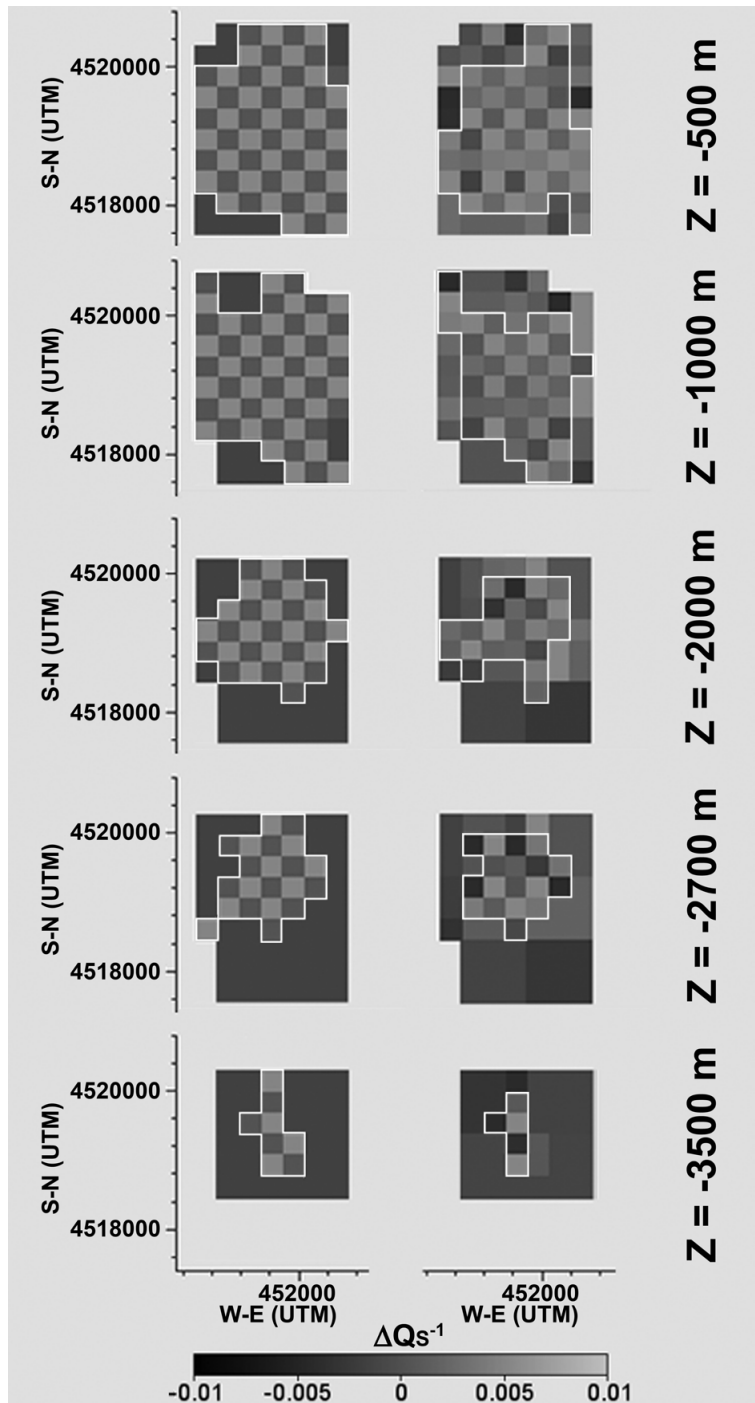 4520000
4518000
S-N (UTM)
Z = -500 m
4520000
4518000
S-N (UTM)
Z = -1000 m
4520000
4518000
S-N (UTM)
Z = -2000 m
4520000
4518000
S-N (UTM)
Z = -2700 m
4520000
4518000
S-N (UTM)
Z = -3500 m
452000 452000
W-E (UTM) W-E (UTM)
ΔQs⁻¹
-0.01 -0.005 0 0.005 0.01